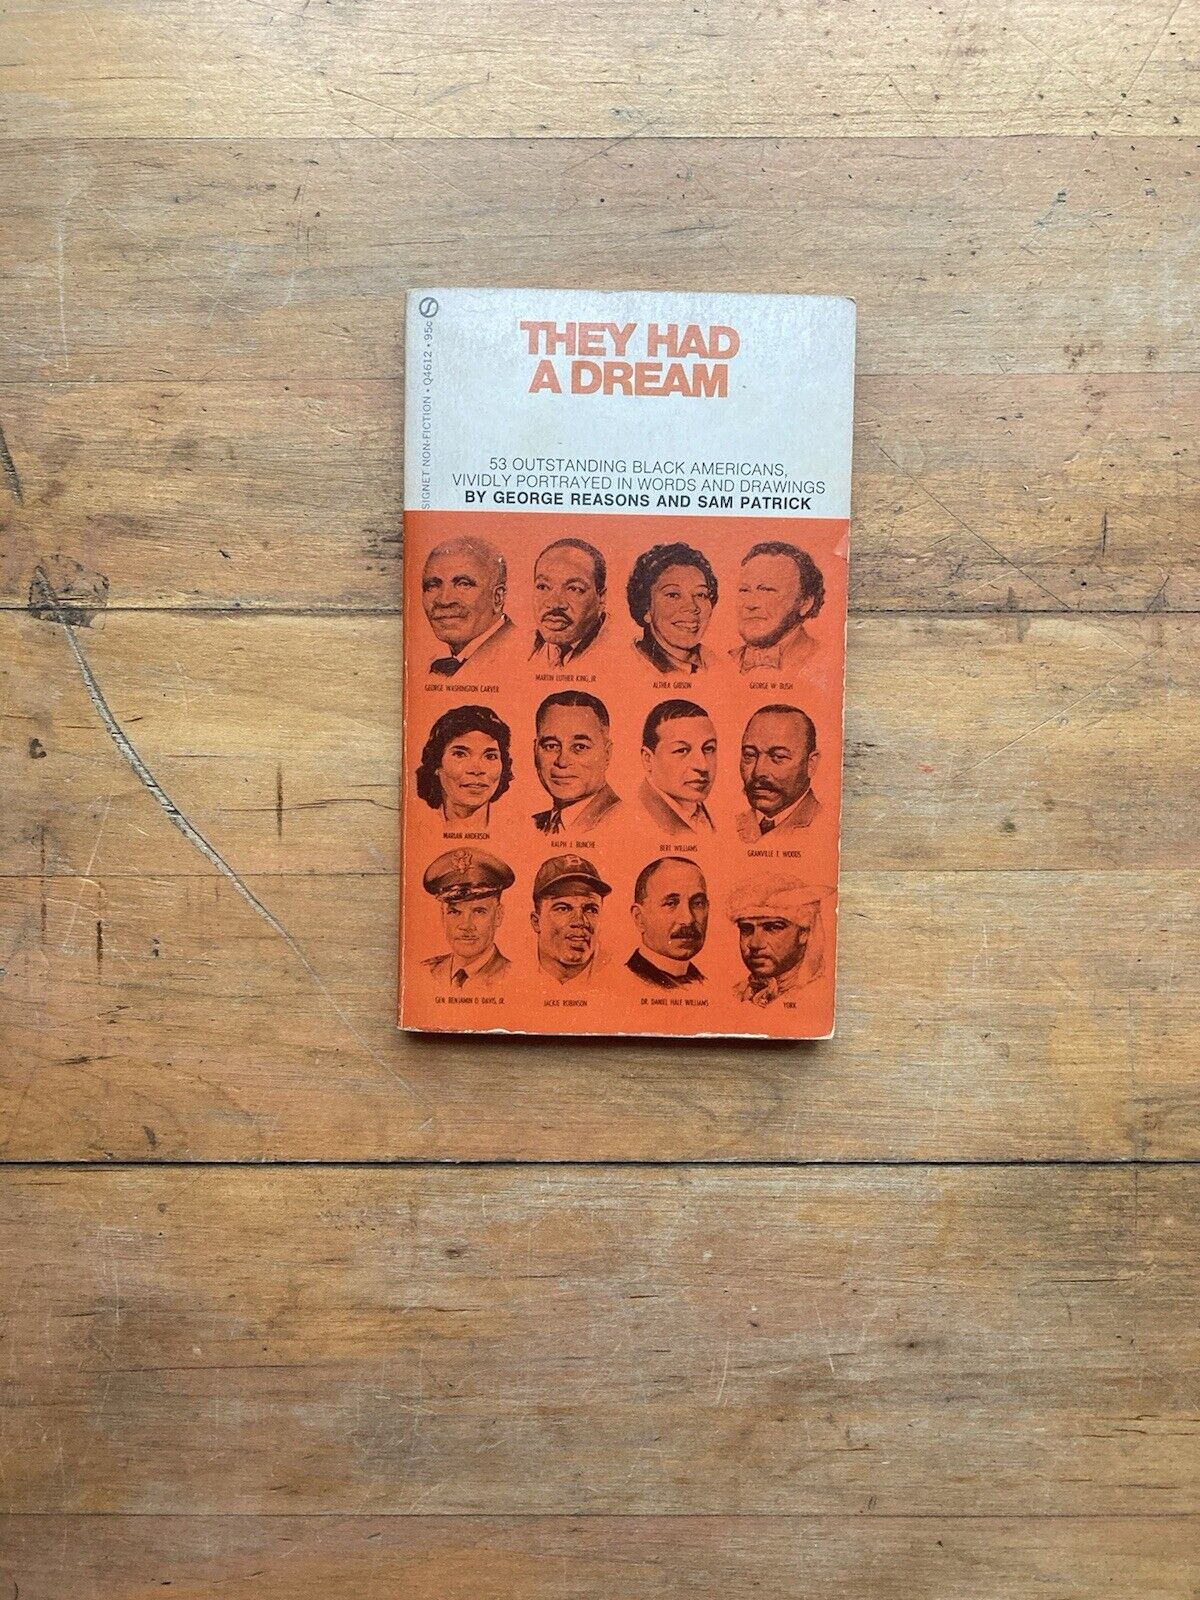 SIGNET NON-FICTION • Q4612 • 95c
THEY HAD
A DREAM
53 OUTSTANDING BLACK AMERICANS,
VIVIDLY PORTRAYED IN WORDS AND DRAWINGS
BY GEORGE REASONS AND SAM PATRICK
GEORGE WASHINGTON CARVER
MARTIN LUTHER KING, JR.
ALTHEA GIBSON
GEORGE W. BUSH
MARIAN ANDERSON
RALPH J. BUNCHE
BERT WILLIAMS
GRANVILLE T. WOODS
GEN. BENJAMIN O. DAVIS, JR.
JACKIE ROBINSON
DR. DANIEL HALE WILLIAMS
YORK